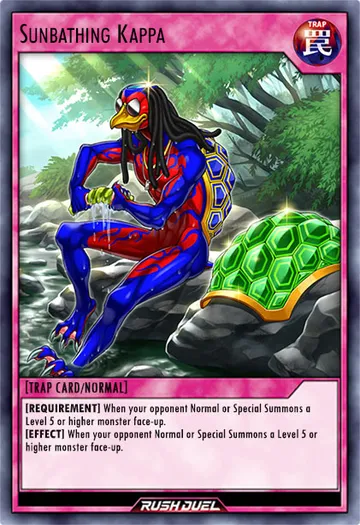 SUNBATHING KAPPA
TRAP
罠
[TRAP CARD/NORMAL]
[REQUIREMENT] When your opponent Normal or Special Summons a
Level 5 or higher monster face-up.
[EFFECT] When your opponent Normal or Special Summons a Level 5 or
higher monster face-up.
RUSH DUEL